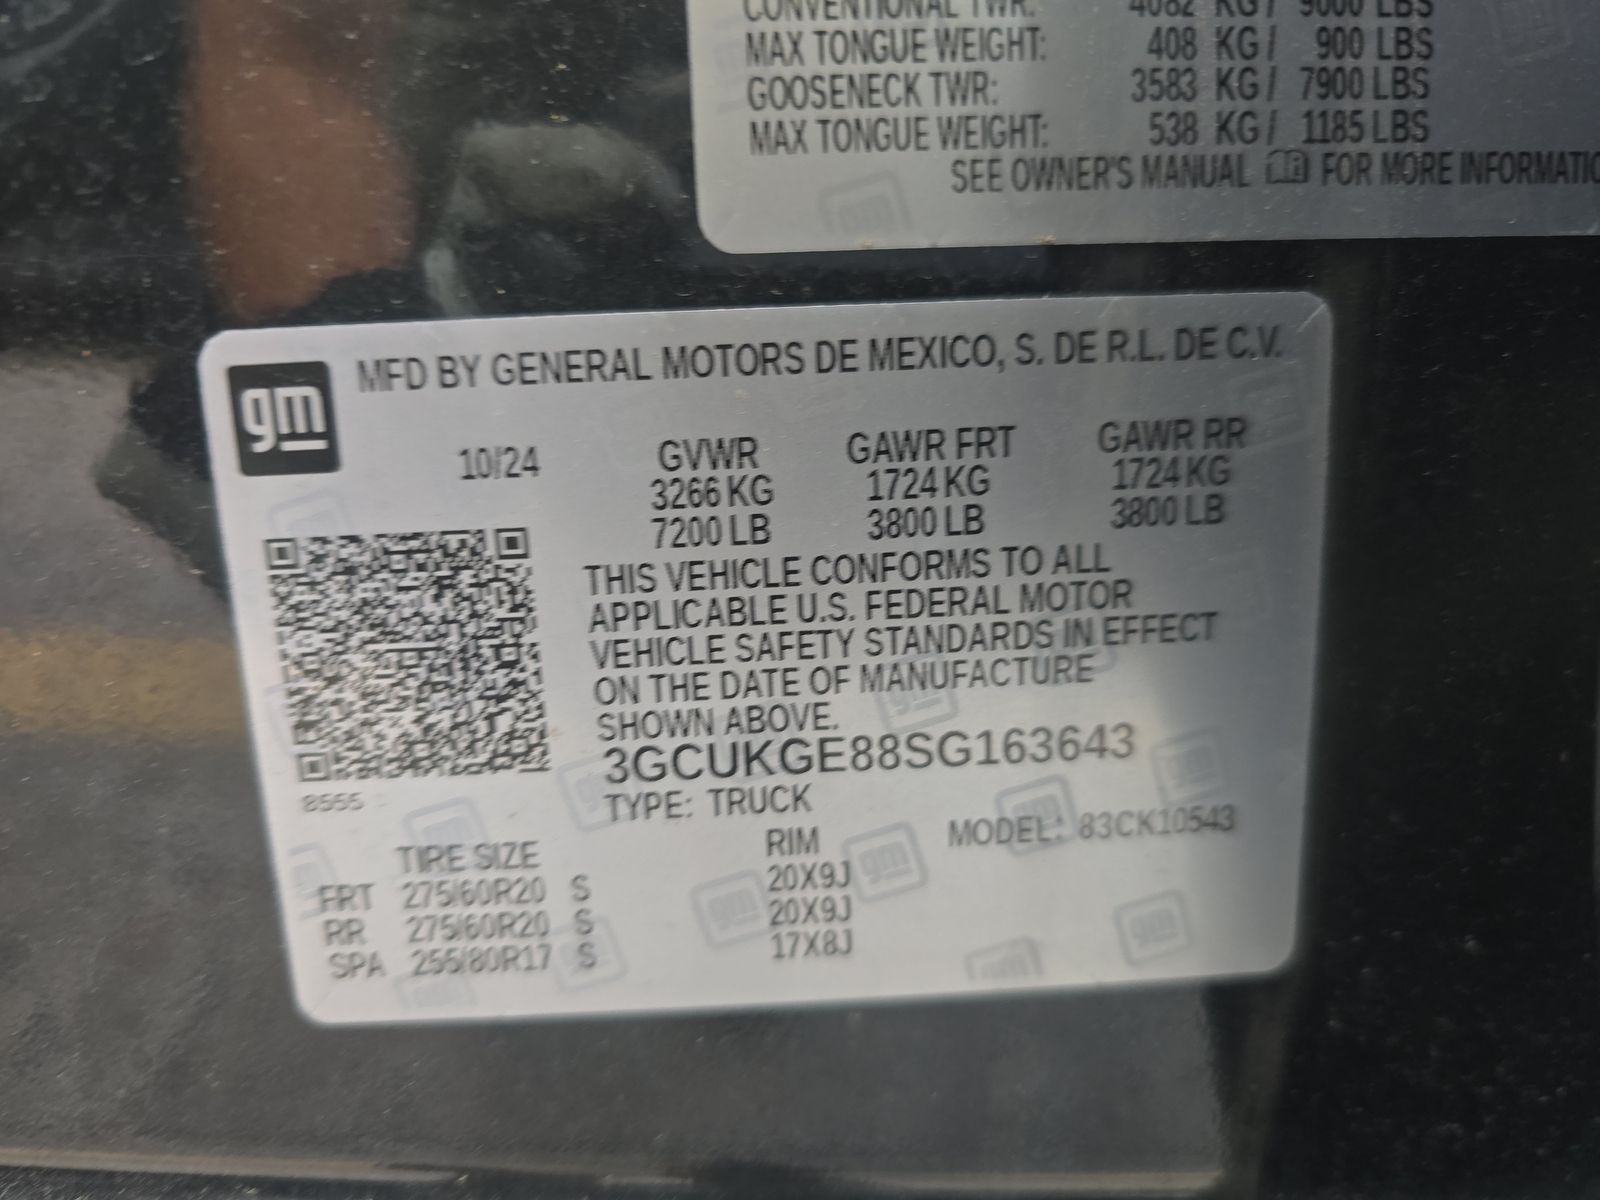 CONVENTIONAL TWR: 4082 KG / 9000 LBS
MAX TONGUE WEIGHT: 408 KG / 900 LBS
GOOSENECK TWR: 3583 KG / 7900 LBS
MAX TONGUE WEIGHT: 538 KG / 1185 LBS
SEE OWNER'S MANUAL FOR MORE INFORMATIO
gm
MFD BY GENERAL MOTORS DE MEXICO, S. DE R.L. DE C.V.
10/24 GVWR GAWR FRT GAWR RR
3266 KG 1724 KG 1724 KG
7200 LB 3800 LB 3800 LB
THIS VEHICLE CONFORMS TO ALL
APPLICABLE U.S. FEDERAL MOTOR
VEHICLE SAFETY STANDARDS IN EFFECT
ON THE DATE OF MANUFACTURE
SHOWN ABOVE.
3GCUKGE88SG163643
8555
TYPE: TRUCK
MODEL: 83CK10543
TIRE SIZE RIM
FRT 275/60R20 S 20X9J
RR 275/60R20 S 20X9J
SPA 255/80R17 S 17X8J